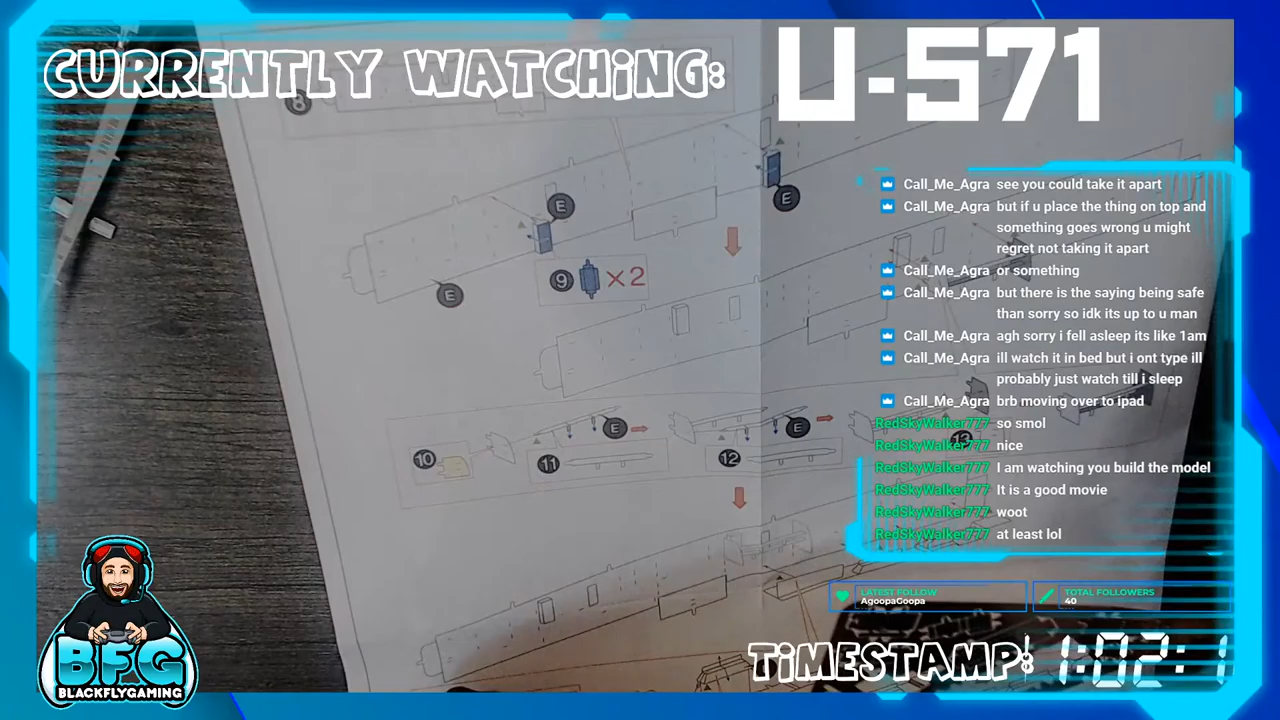 CURRENTLY WATCHING:
U-571
8
E
E
E
9 ×2
10
11
E
12
E
13
Call_Me_Agra see you could take it apart
Call_Me_Agra but if u place the thing on top and
something goes wrong u might
regret not taking it apart
Call_Me_Agra or something
Call_Me_Agra but there is the saying being safe
than sorry so idk its up to u man
Call_Me_Agra agh sorry i fell asleep its like 1am
Call_Me_Agra ill watch it in bed but i ont type ill
probably just watch till i sleep
Call_Me_Agra brb moving over to ipad
RedSkyWalker777 so smol
RedSkyWalker777 nice
RedSkyWalker777 I am watching you build the model
RedSkyWalker777 It is a good movie
RedSkyWalker777 woot
RedSkyWalker777 at least lol
LATEST FOLLOW
AgoopaGoopa
TOTAL FOLLOWERS
40
BFG
BLACKFLYGAMING
TIMESTAMP: 1:02:1